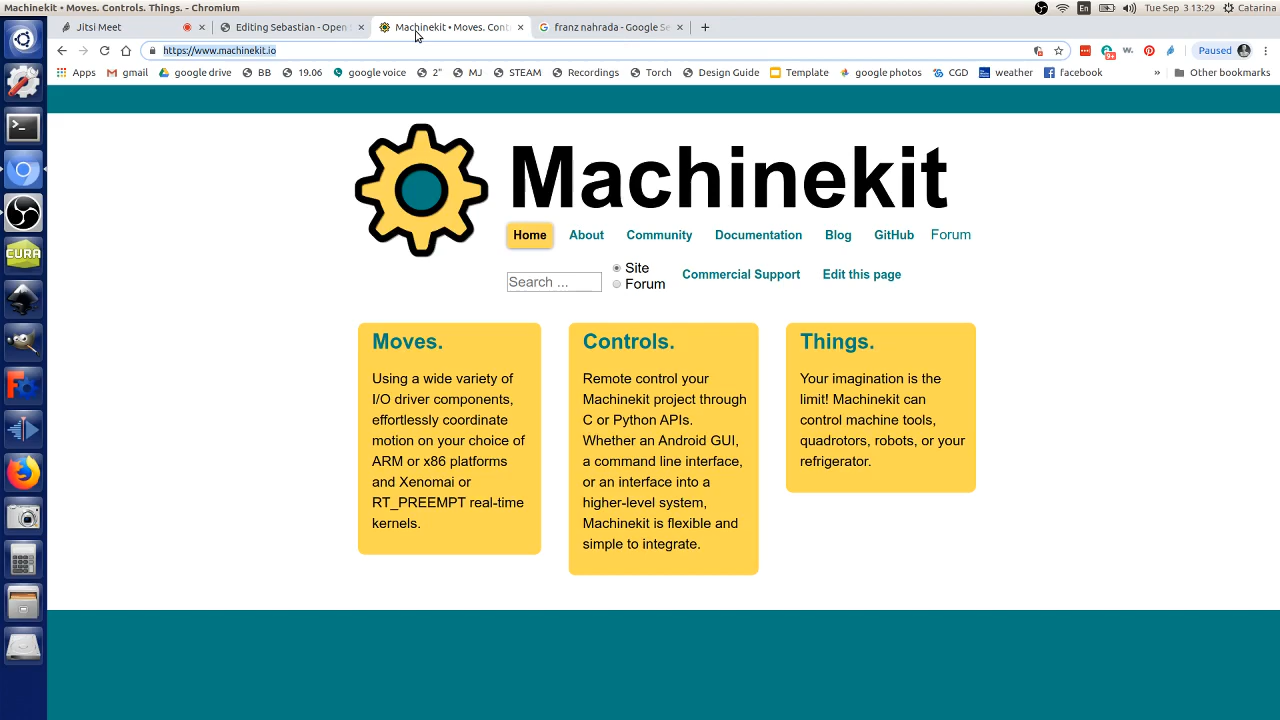 Machinekit • Moves. Controls. Things. - Chromium
En
Tue Sep 3 13:29
Catarina
Jitsi Meet
Editing Sebastian - Open
Machinekit • Moves. Cont
franz nahrada - Google Se
https://www.machinekit.io
Paused
Apps
gmail
google drive
BB
19.06
google voice
2"
MJ
STEAM
Recordings
Torch
Design Guide
Template
google photos
CGD
weather
facebook
»
Other bookmarks
Machinekit
Home
About
Community
Documentation
Blog
GitHub
Forum
Search ...
Site
Forum
Commercial Support
Edit this page
Moves.
Using a wide variety of
I/O driver components,
effortlessly coordinate
motion on your choice of
ARM or x86 platforms
and Xenomai or
RT_PREEMPT real-time
kernels.
Controls.
Remote control your
Machinekit project through
C or Python APIs.
Whether an Android GUI,
a command line interface,
or an interface into a
higher-level system,
Machinekit is flexible and
simple to integrate.
Things.
Your imagination is the
limit! Machinekit can
control machine tools,
quadrotors, robots, or your
refrigerator.
CURA